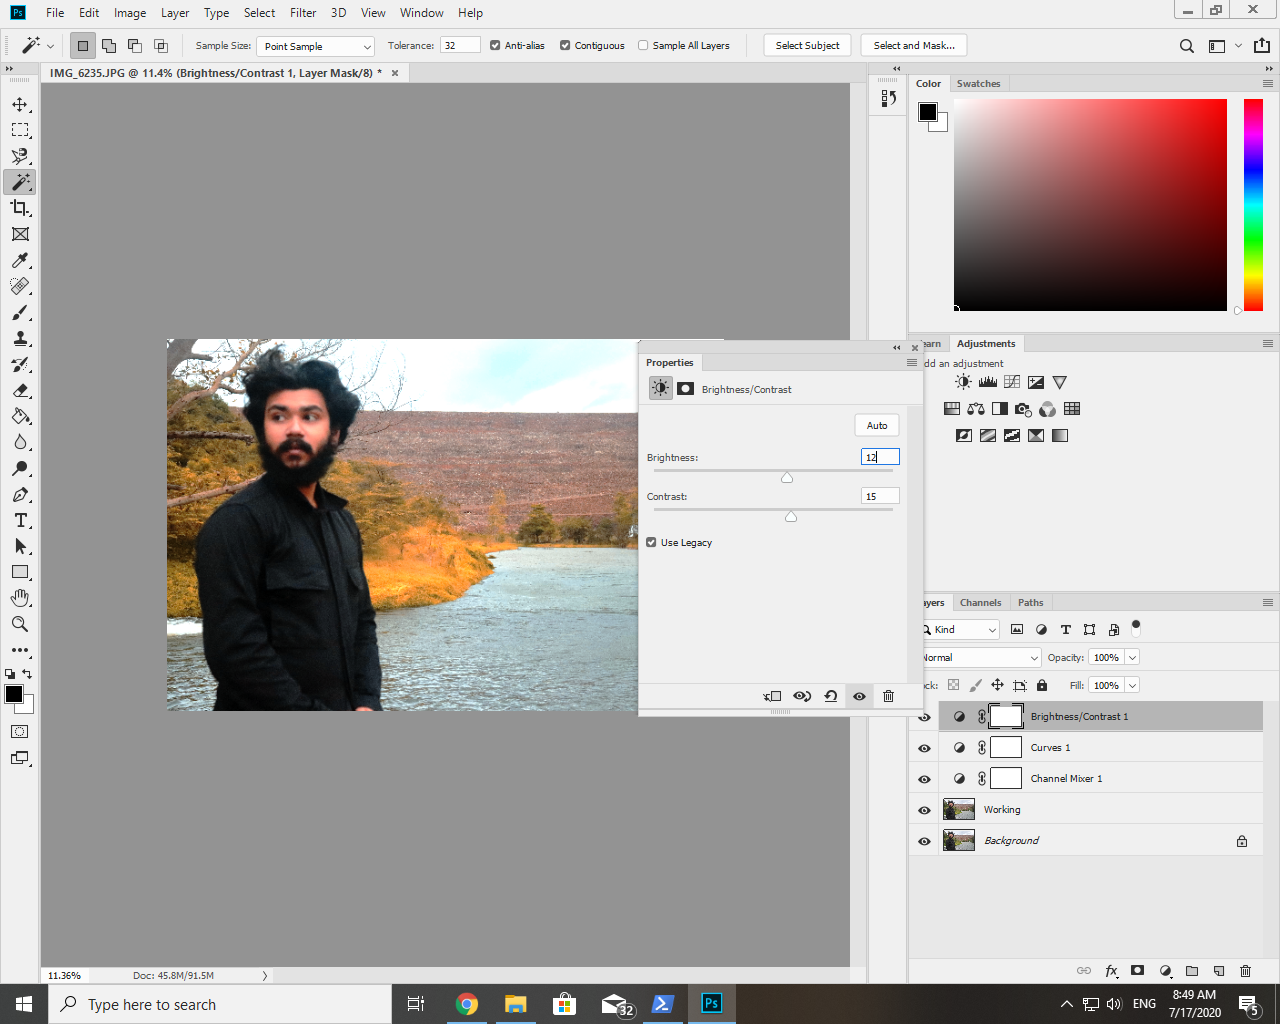 Ps File Edit Image Layer Type Select Filter 3D View Window Help
Sample Size: Point Sample Tolerance: 32 Anti-alias Contiguous Sample All Layers Select Subject Select and Mask...
IMG_6235.JPG @ 11.4% (Brightness/Contrast 1, Layer Mask/8) *
Color Swatches
earn Adjustments
dd an adjustment
Properties
Brightness/Contrast
Auto
Brightness: 12
Contrast: 15
Use Legacy
ayers Channels Paths
Kind
Normal Opacity: 100%
ck: Fill: 100%
Brightness/Contrast 1
Curves 1
Channel Mixer 1
Working
Background
fx
11.36% Doc: 45.8M/91.5M
Type here to search
32
Ps
ENG
8:49 AM
7/17/2020
5